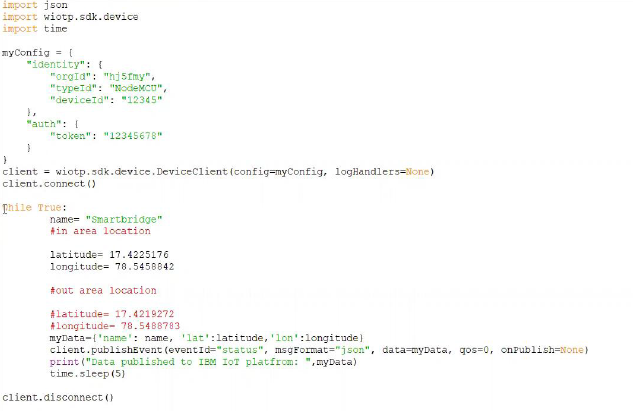 import json
import wiotp.sdk.device
import time
myConfig = {
"identity": {
"orgId": "hj5fmy",
"typeId": "NodeMCU",
"deviceId": "12345"
},
"auth": {
"token": "12345678"
}
}
client = wiotp.sdk.device.DeviceClient(config=myConfig, logHandlers=None)
client.connect()
while True:
name= "Smartbridge"
#in area location
latitude= 17.4225176
longitude= 78.5458842
#out area location
#latitude= 17.4219272
#longitude= 78.5488783
myData={'name': name, 'lat':latitude,'lon':longitude}
client.publishEvent(eventId="status", msgFormat="json", data=myData, qos=0, onPublish=None)
print("Data published to IBM IoT platfrom: ",myData)
time.sleep(5)
client.disconnect()